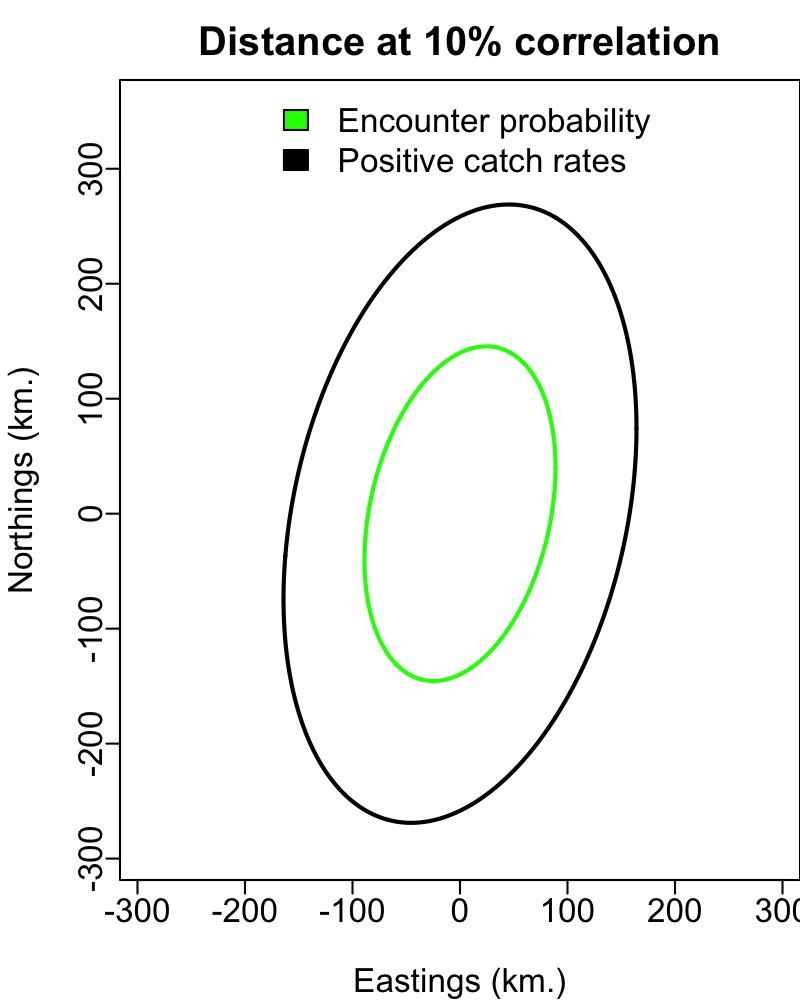 Distance at 10% correlation
Encounter probability
Positive catch rates
300
200
100
0
-100
-200
-300
Northings (km.)
-300 -200 -100 0 100 200 300
Eastings (km.)